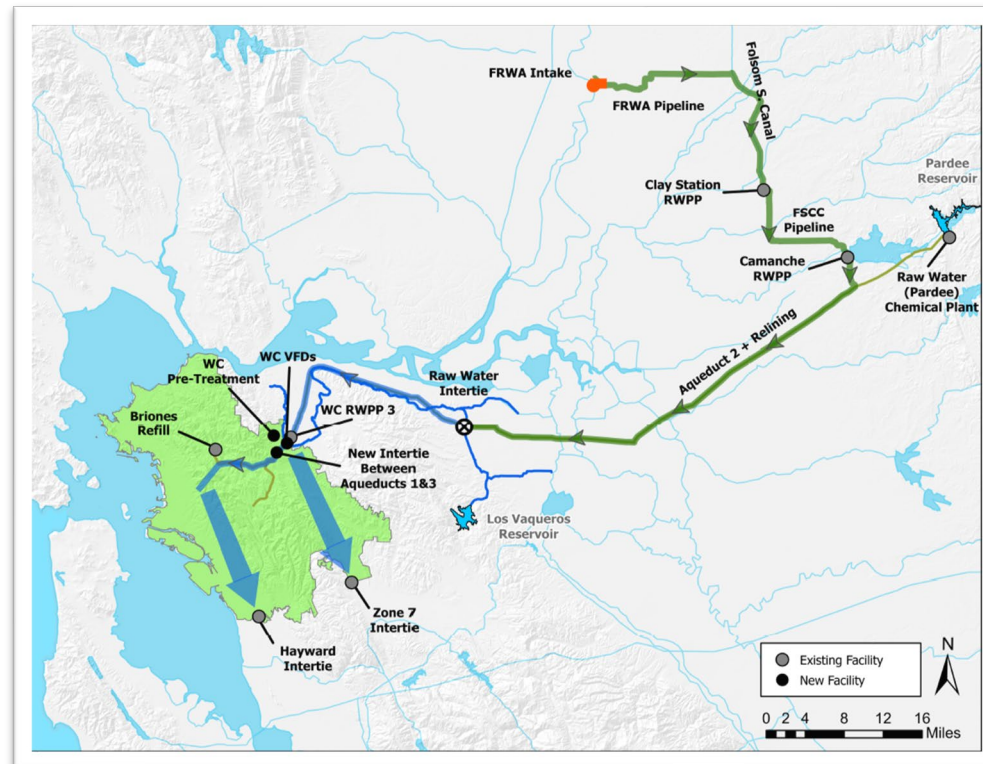 FRWA Intake
FRWA Pipeline
Folsom S. Canal
Clay Station
RWPP
FSCC
Pipeline
Pardee
Reservoir
Camanche
RWPP
Raw Water
(Pardee)
Chemical Plant
Aqueduct 2 + Relining
WC VFDs
WC
Pre-Treatment
Raw Water
Intertie
WC RWPP 3
Briones
Refill
New Intertie
Between
Aqueducts 1&3
Los Vaqueros
Reservoir
Zone 7
Intertie
Hayward
Intertie
Existing Facility
New Facility
N
0 2 4 8 12 16
Miles